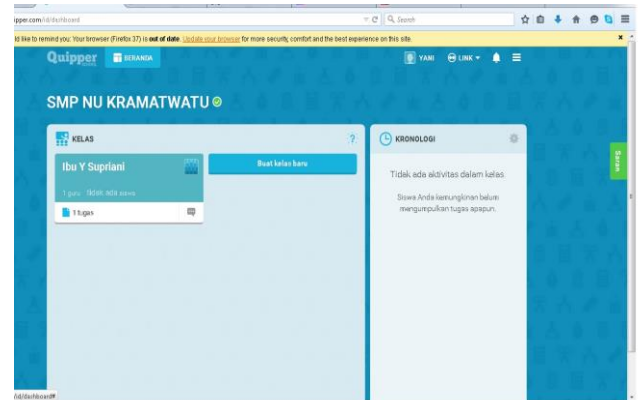 ipper.com/id/dashboard
Search
ld like to remind you: Your browser (Firefox 37) is out of date. Update your browser for more security, comfort and the best experience on this site.
Quipper BERANDA YANI LINK
SMP NU KRAMATWATU
KELAS ? KRONOLOGI
Ibu Y Supriani Buat kelas baru
Tidak ada aktivitas dalam kelas
1 guru tidak ada siswa
Siswa Anda kemungkinan belum
mengumpulkan tugas apapun.
1 tugas
Saran
/id/dashboard#